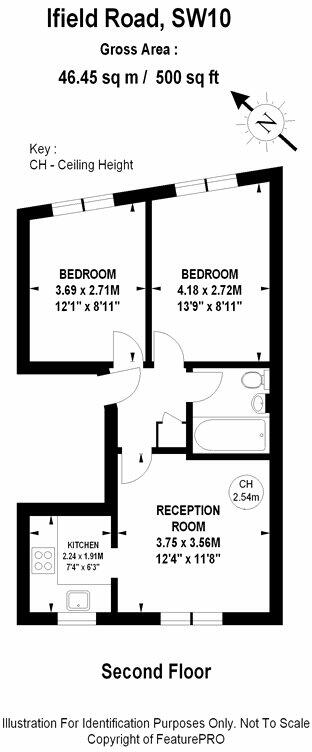 Ifield Road, SW10
Gross Area :
46.45 sq m / 500 sq ft
N
Key :
CH - Ceiling Height
BEDROOM
3.69 x 2.71M
12'1" x 8'11"
BEDROOM
4.18 x 2.72M
13'9" x 8'11"
CH
2.54m
RECEPTION
ROOM
3.75 x 3.56M
12'4" x 11'8"
KITCHEN
2.24 x 1.91M
7'4" x 6'3"
Second Floor
Illustration For Identification Purposes Only. Not To Scale
Copyright of FeaturePRO